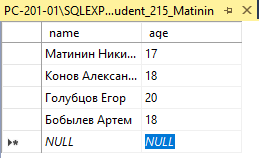 PC-201-01\SQLEXP...udent_215_Matinin
name age
Матинин Ники... 17
Конов Алексан... 18
Голубцов Егор 20
Бобылев Артем 18
NULL NULL